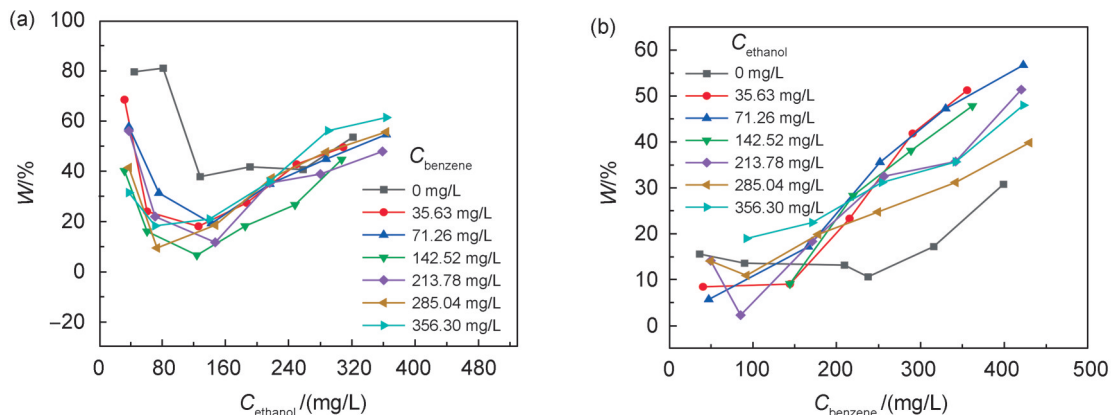 (a)
100
80
60
40
20
0
−20
W/%
0 80 160 240 320 400 480
C_ethanol /(mg/L)
C_benzene
0 mg/L
35.63 mg/L
71.26 mg/L
142.52 mg/L
213.78 mg/L
285.04 mg/L
356.30 mg/L
(b)
60
50
40
30
20
10
0
W/%
0 100 200 300 400 500
C_benzene /(mg/L)
C_ethanol
0 mg/L
35.63 mg/L
71.26 mg/L
142.52 mg/L
213.78 mg/L
285.04 mg/L
356.30 mg/L